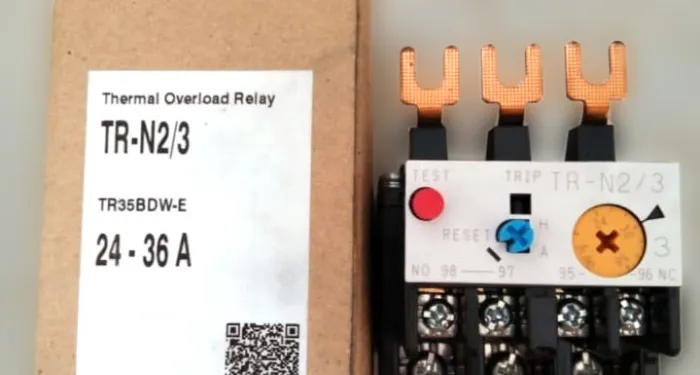 Thermal Overload Relay
TR-N2/3
TR35BDW-E
24 - 36 A
TEST TRIP TR-N2/3
RESET H
A
3
NO 98 97 95 96 NC